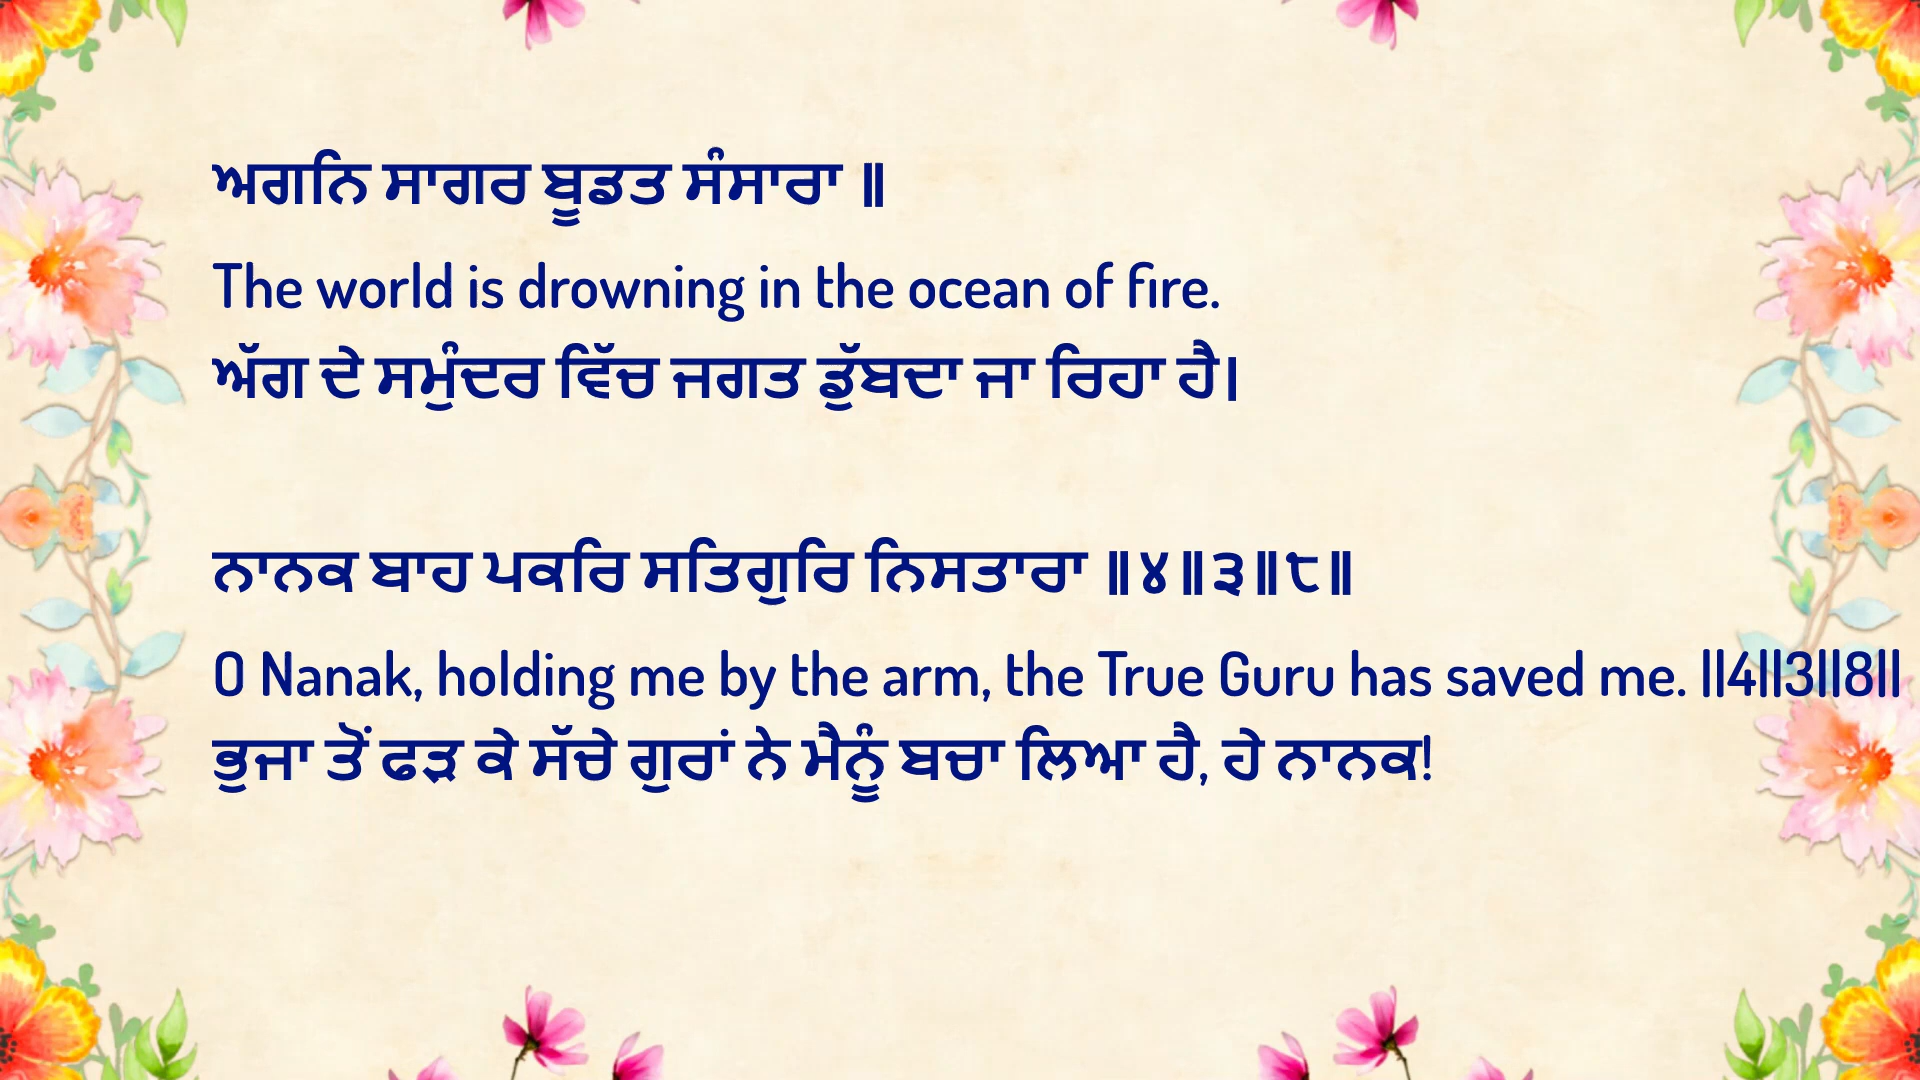 ਅਗਨਿ ਸਾਗਰ ਬੂਡਤ ਸੰਸਾਰਾ ॥
The world is drowning in the ocean of fire.
ਅੱਗ ਦੇ ਸਮੁੰਦਰ ਵਿੱਚ ਜਗਤ ਡੁੱਬਦਾ ਜਾ ਰਿਹਾ ਹੈ।
ਨਾਨਕ ਬਾਹ ਪਕਰਿ ਸਤਿਗੁਰਿ ਨਿਸਤਾਰਾ ॥੪॥੩॥੮॥
O Nanak, holding me by the arm, the True Guru has saved me. ||4||3||8||
ਭੁਜਾ ਤੋਂ ਫੜ ਕੇ ਸੱਚੇ ਗੁਰਾਂ ਨੇ ਮੈਨੂੰ ਬਚਾ ਲਿਆ ਹੈ, ਹੇ ਨਾਨਕ!